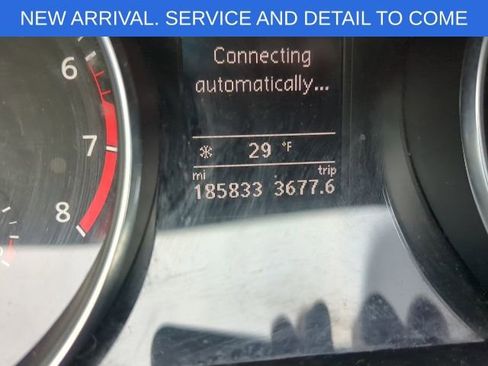 NEW ARRIVAL. SERVICE AND DETAIL TO COME
Connecting
automatically...
6
29 °F
7
mi trip
185833 3677.6
8